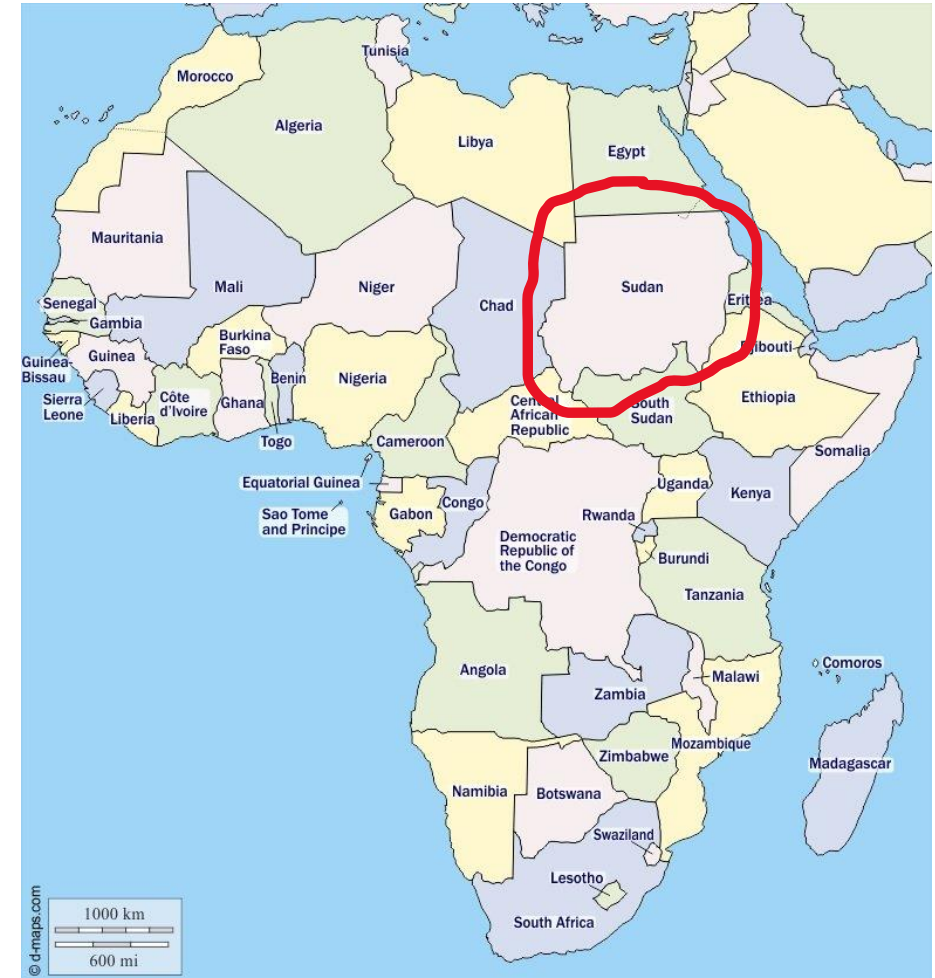 Tunisia
Morocco
Algeria
Libya
Egypt
Mauritania
Mali
Niger
Chad
Sudan
Eritrea
Senegal
Gambia
Guinea-
Bissau
Guinea
Sierra
Leone
Liberia
Côte
d'Ivoire
Burkina
Faso
Ghana
Togo
Benin
Nigeria
Cameroon
Central
African
Republic
South
Sudan
Djibouti
Ethiopia
Somalia
Equatorial Guinea
Sao Tome
and Principe
Gabon
Congo
Democratic
Republic of
the Congo
Uganda
Kenya
Rwanda
Burundi
Tanzania
Angola
Zambia
Malawi
Comoros
Mozambique
Zimbabwe
Madagascar
Namibia
Botswana
Swaziland
Lesotho
South Africa
1000 km
600 mi
© d-maps.com